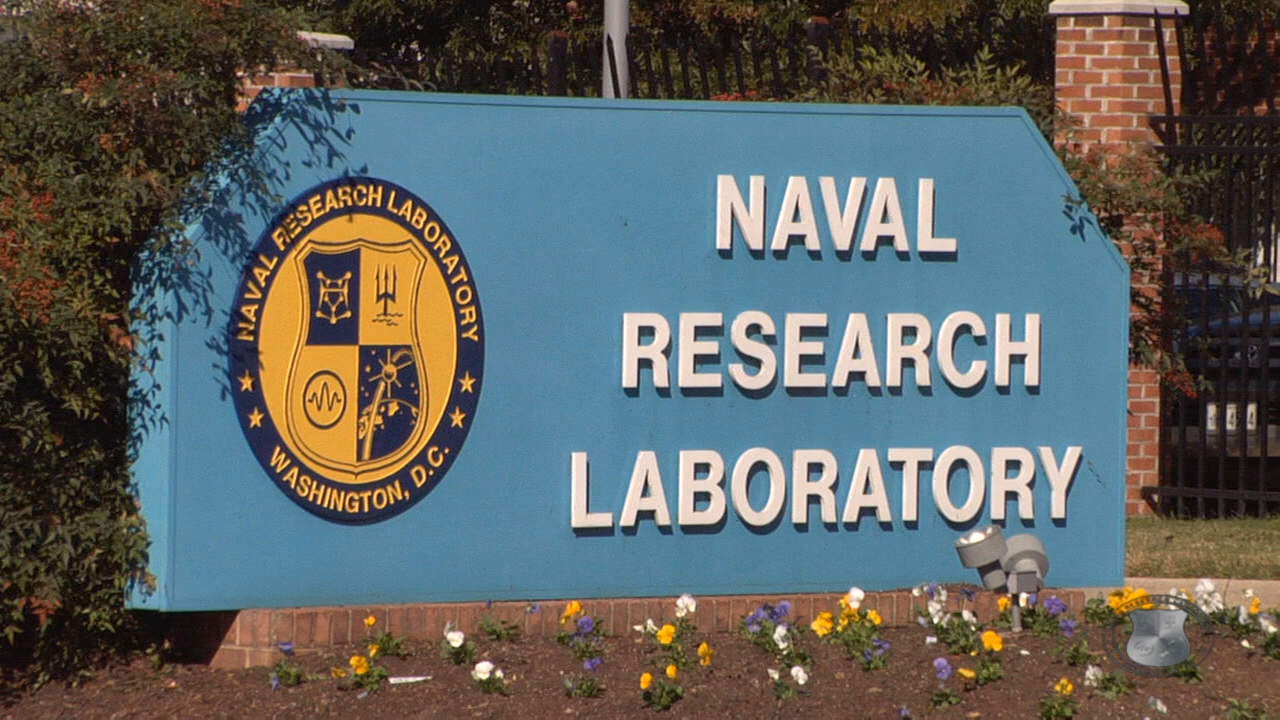 NAVAL RESEARCH LABORATORY
WASHINGTON, D.C.
NAVAL
RESEARCH
LABORATORY